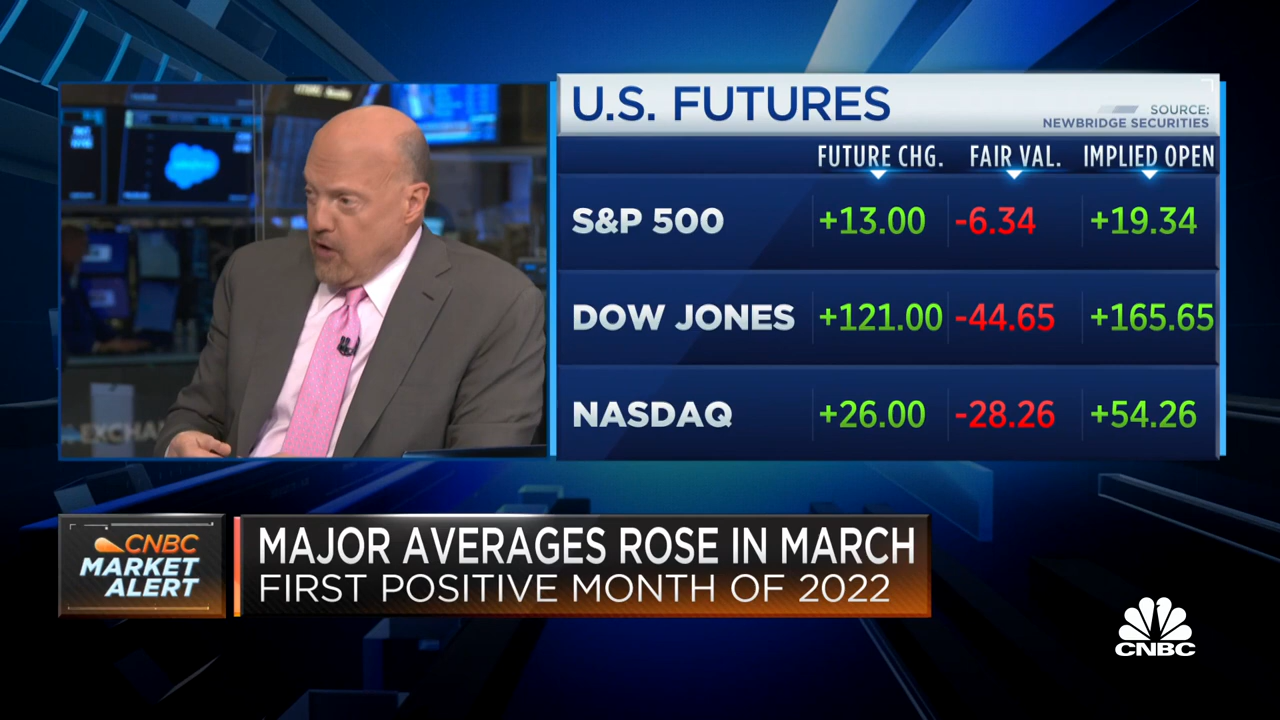 U.S. FUTURES
SOURCE:
NEWBRIDGE SECURITIES
FUTURE CHG. FAIR VAL. IMPLIED OPEN
S&P 500 +13.00 -6.34 +19.34
DOW JONES +121.00 -44.65 +165.65
NASDAQ +26.00 -28.26 +54.26
EXCHA
CNBC
MARKET
ALERT
MAJOR AVERAGES ROSE IN MARCH
FIRST POSITIVE MONTH OF 2022
CNBC